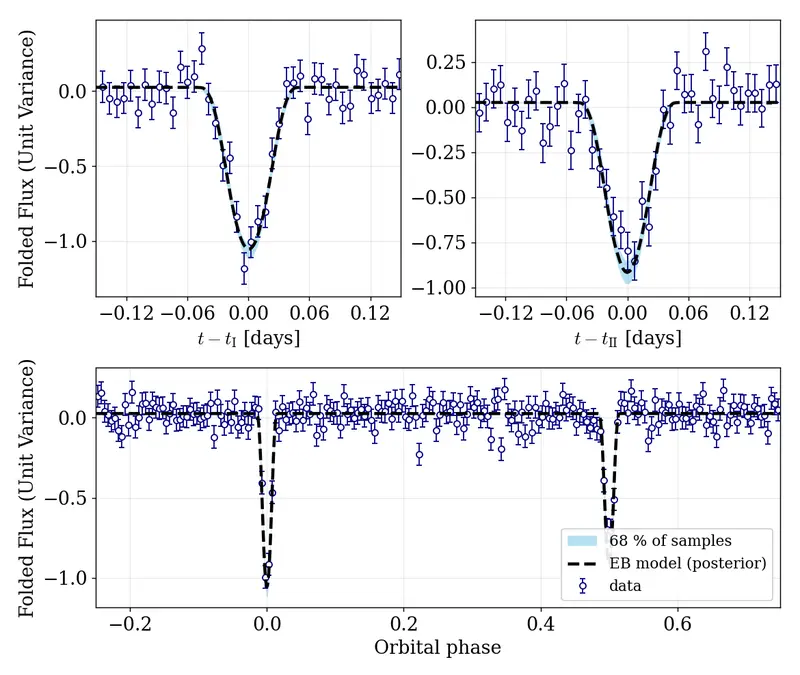 Folded Flux (Unit Variance)
0.0
−0.5
−1.0
−0.12 −0.06 0.00 0.06 0.12
t − tI [days]
0.25
0.00
−0.25
−0.50
−0.75
−1.00
−0.12 −0.06 0.00 0.06 0.12
t − tII [days]
Folded Flux (Unit Variance)
0.0
−0.5
−1.0
68 % of samples
EB model (posterior)
data
−0.2 0.0 0.2 0.4 0.6
Orbital phase